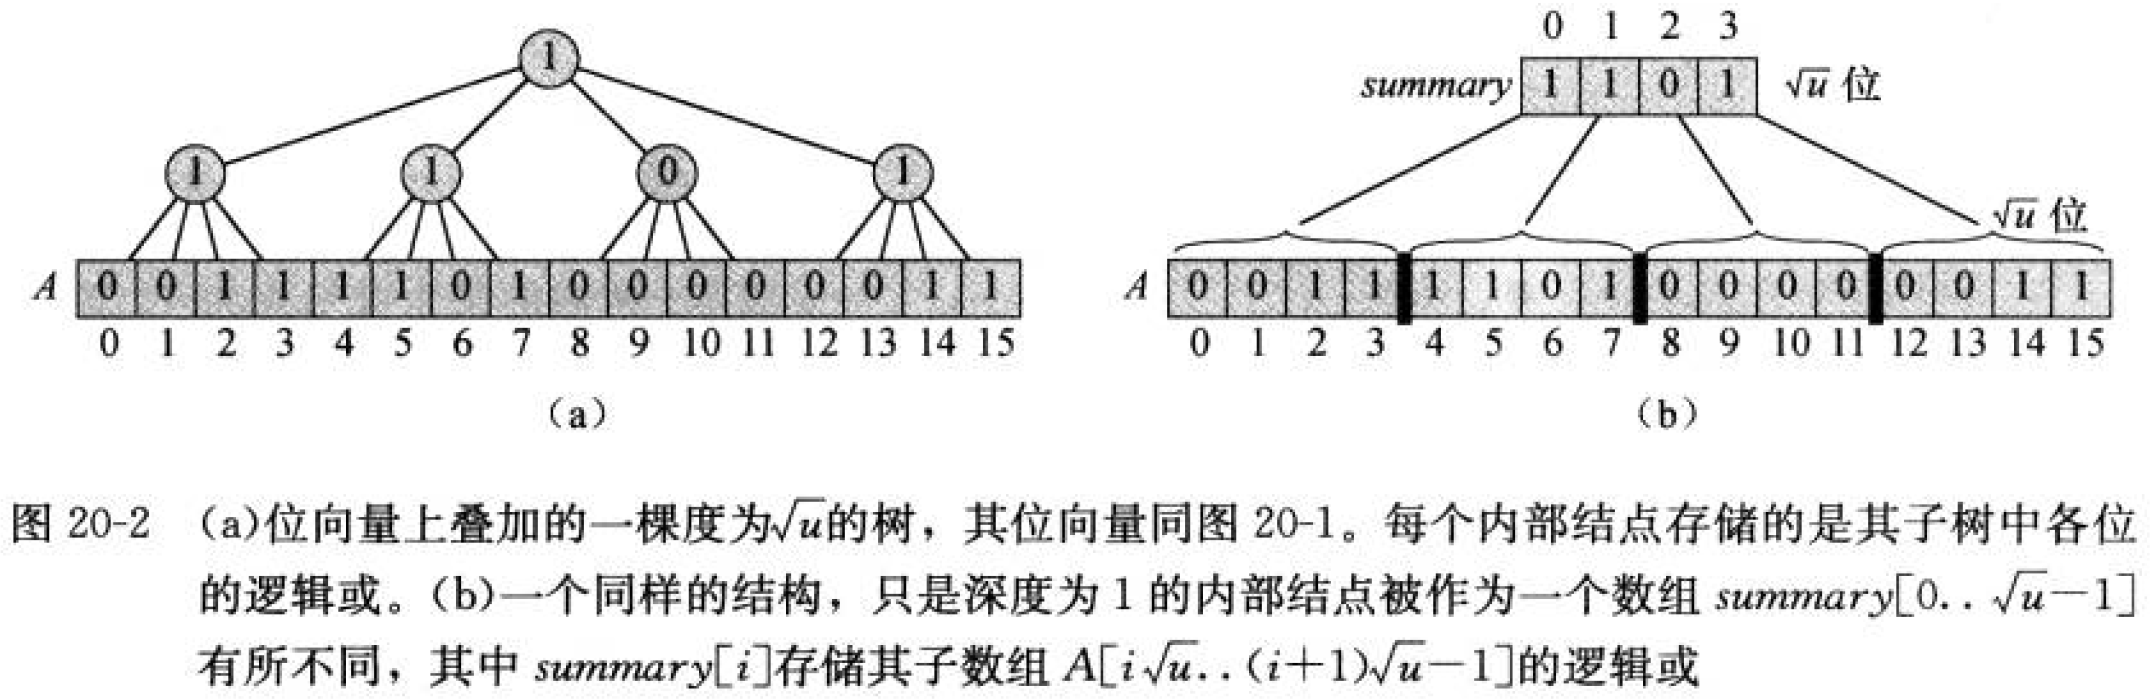 1
1 1 0 1
A 0 0 1 1 1 1 0 1 0 0 0 0 0 0 1 1
0 1 2 3 4 5 6 7 8 9 10 11 12 13 14 15
(a)
0 1 2 3
summary 1 1 0 1 √u 位
√u 位
A 0 0 1 1 1 1 0 1 0 0 0 0 0 0 1 1
0 1 2 3 4 5 6 7 8 9 10 11 12 13 14 15
(b)
图 20-2 (a)位向量上叠加的一棵度为√u的树，其位向量同图 20-1。每个内部结点存储的是其子树中各位
的逻辑或。(b)一个同样的结构，只是深度为 1 的内部结点被作为一个数组 summary[0..√u-1]
有所不同，其中 summary[i]存储其子数组 A[i√u..(i+1)√u-1]的逻辑或